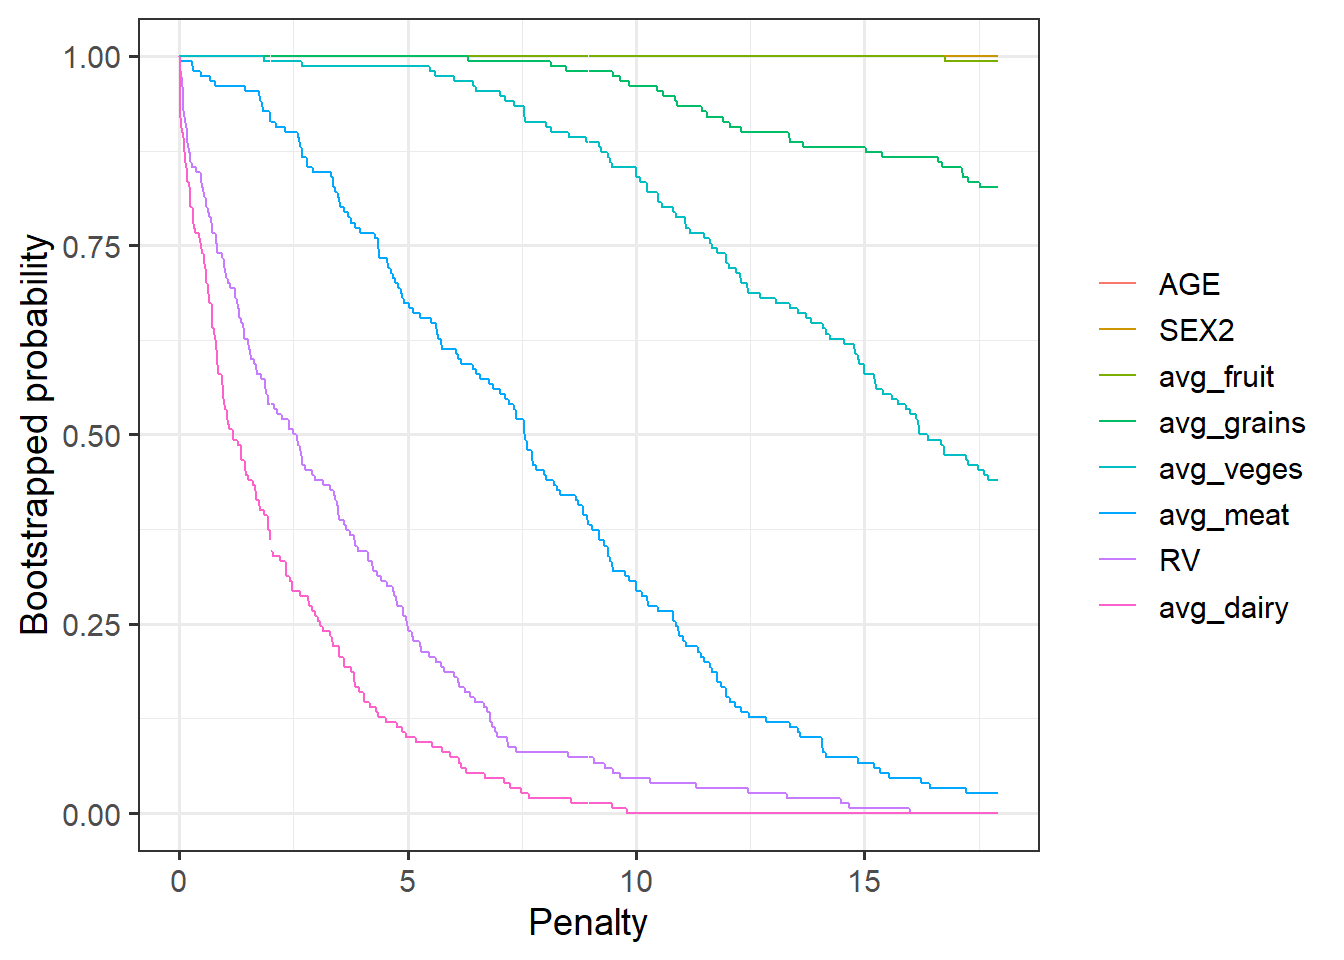 Bootstrapped probability
1.00
0.75
0.50
0.25
0.00
0
5
10
15
Penalty
AGE
SEX2
avg_fruit
avg_grains
avg_veges
avg_meat
RV
avg_dairy